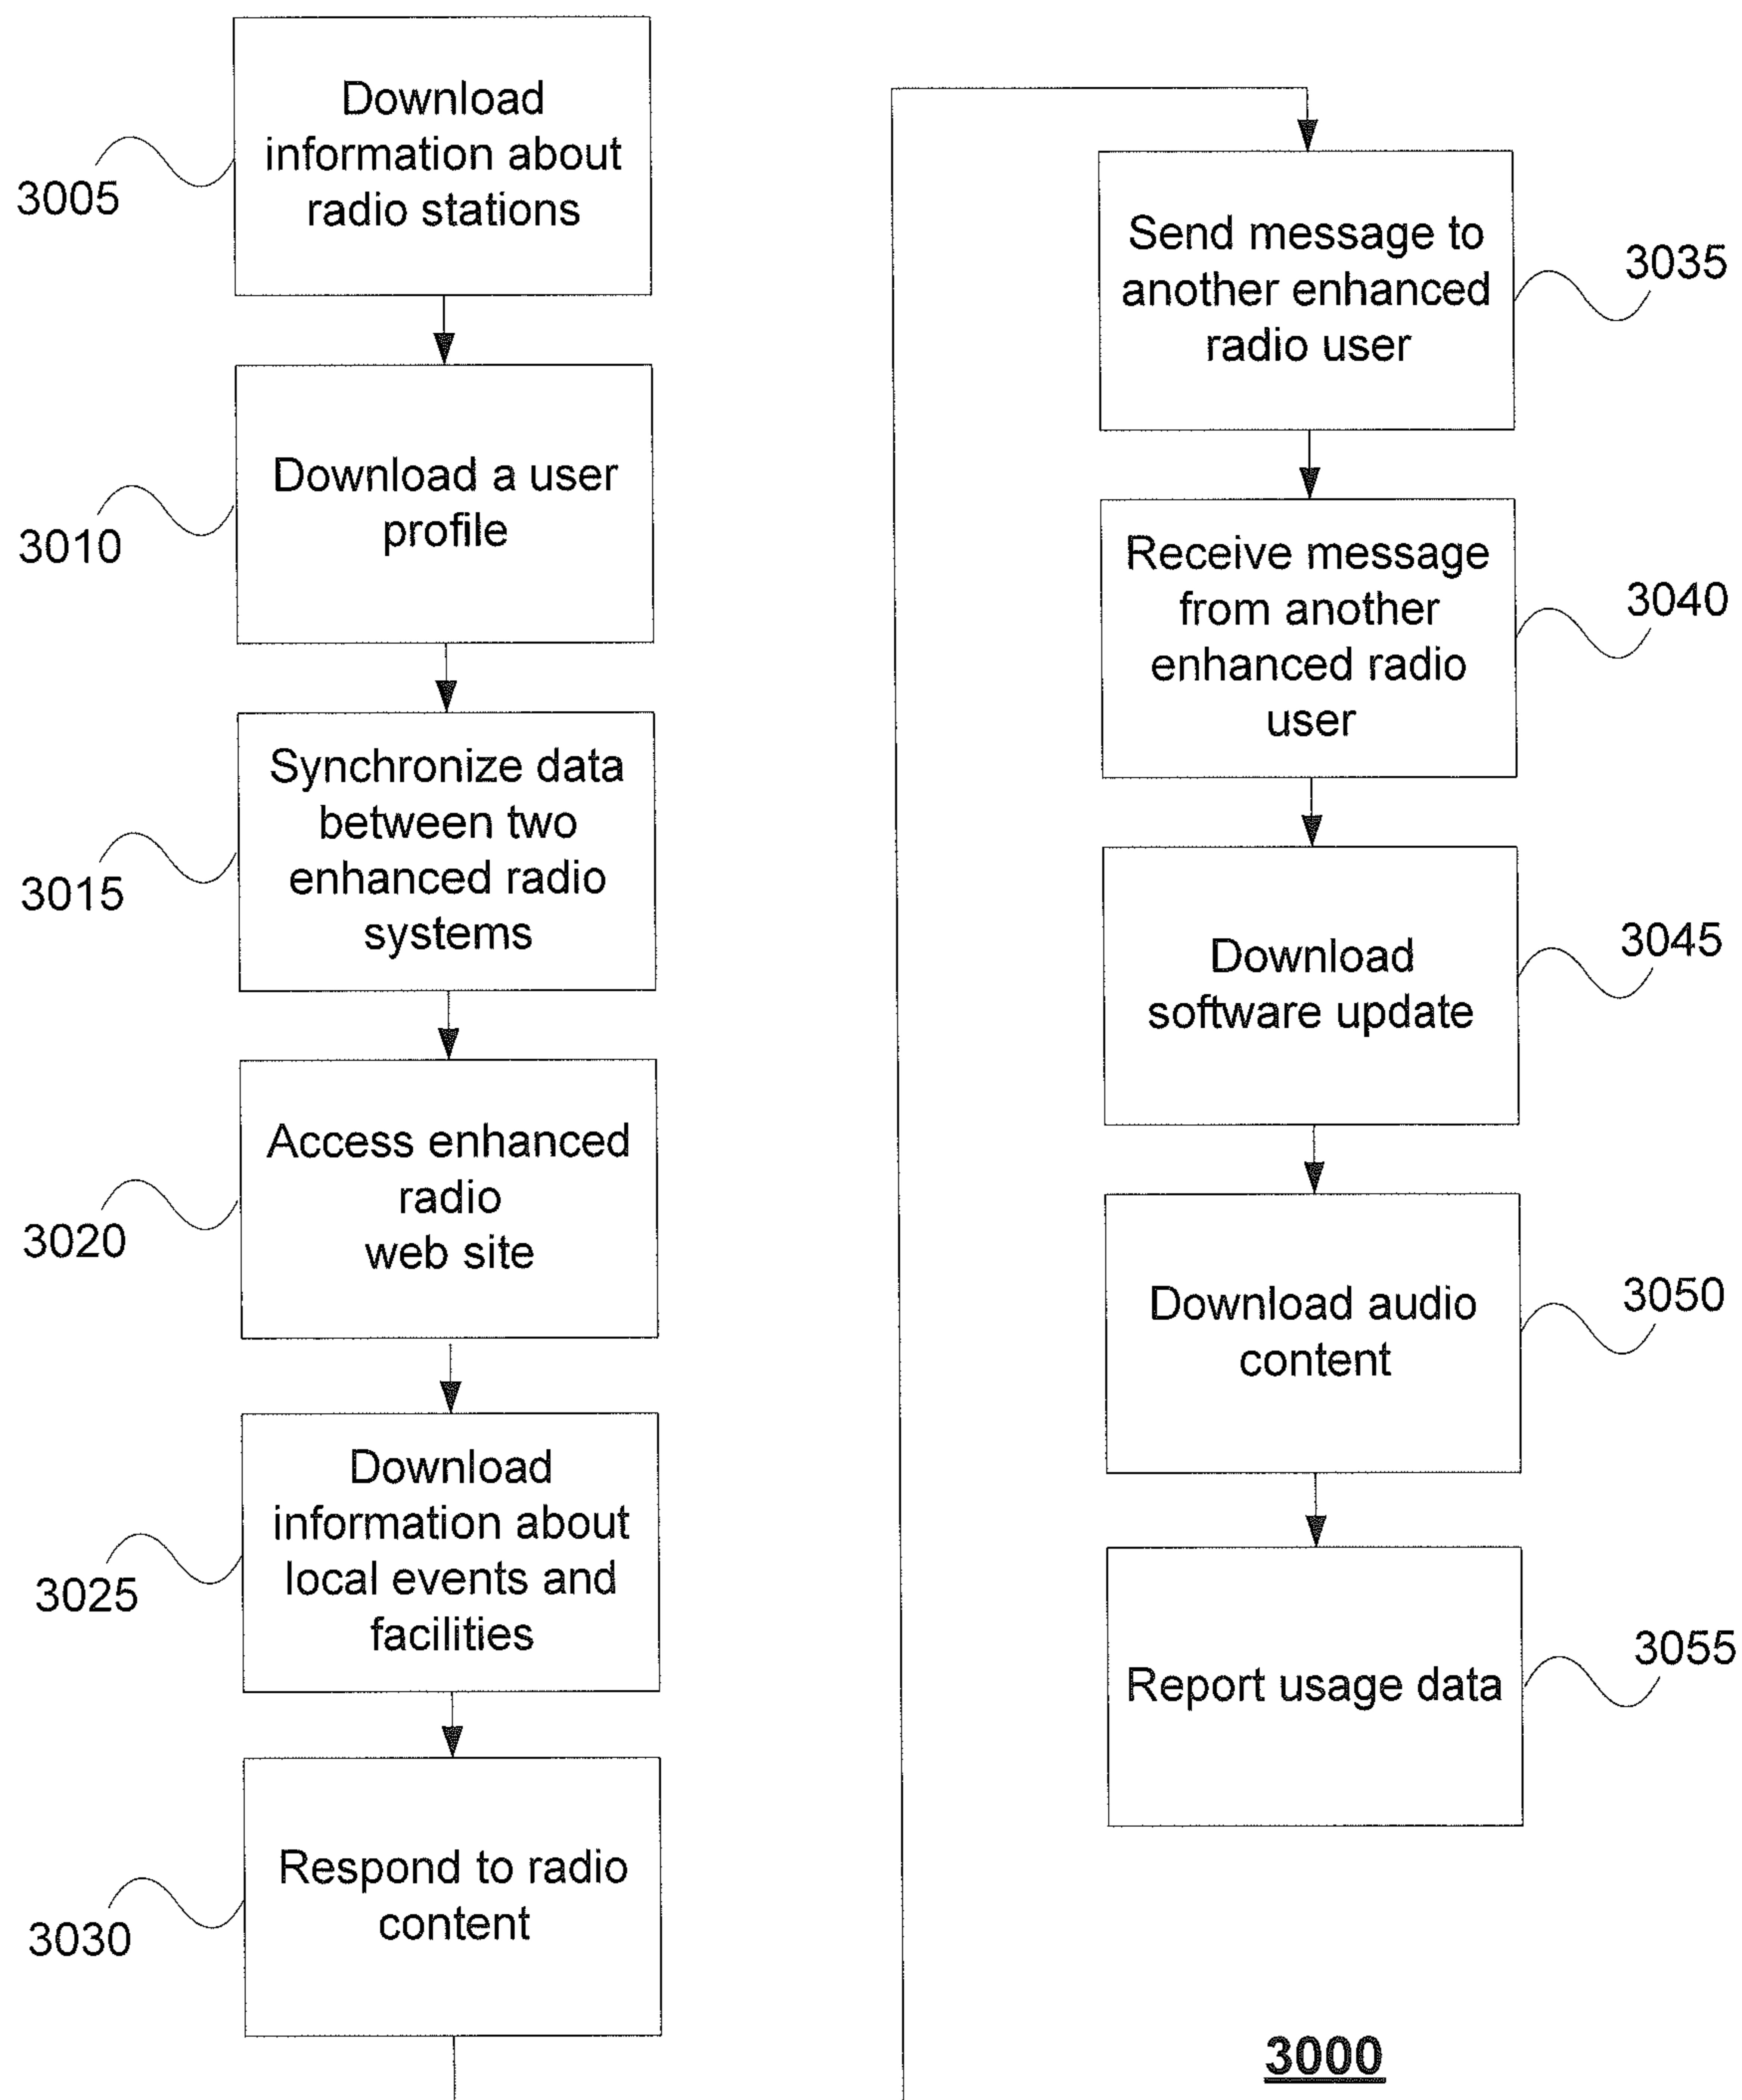 Download
information about
radio stations
3005
Download a user
profile
3010
Synchronize data
between two
enhanced radio
systems
3015
Access enhanced
radio
web site
3020
Download
information about
local events and
facilities
3025
Respond to radio
content
3030
Send message to
another enhanced
radio user
3035
Receive message
from another
enhanced radio
user
3040
Download
software update
3045
Download audio
content
3050
Report usage data
3055
3000